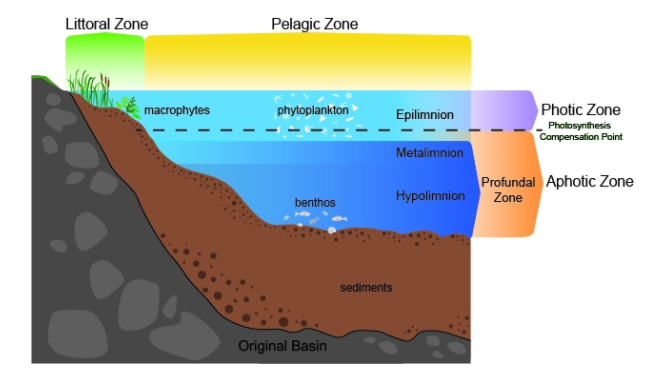 Littoral Zone
Pelagic Zone
macrophytes
phytoplankton
Epilimnion
Photic Zone
Photosynthesis
Compensation Point
Metalimnion
Hypolimnion
Profundal
Zone
Aphotic Zone
benthos
sediments
Original Basin